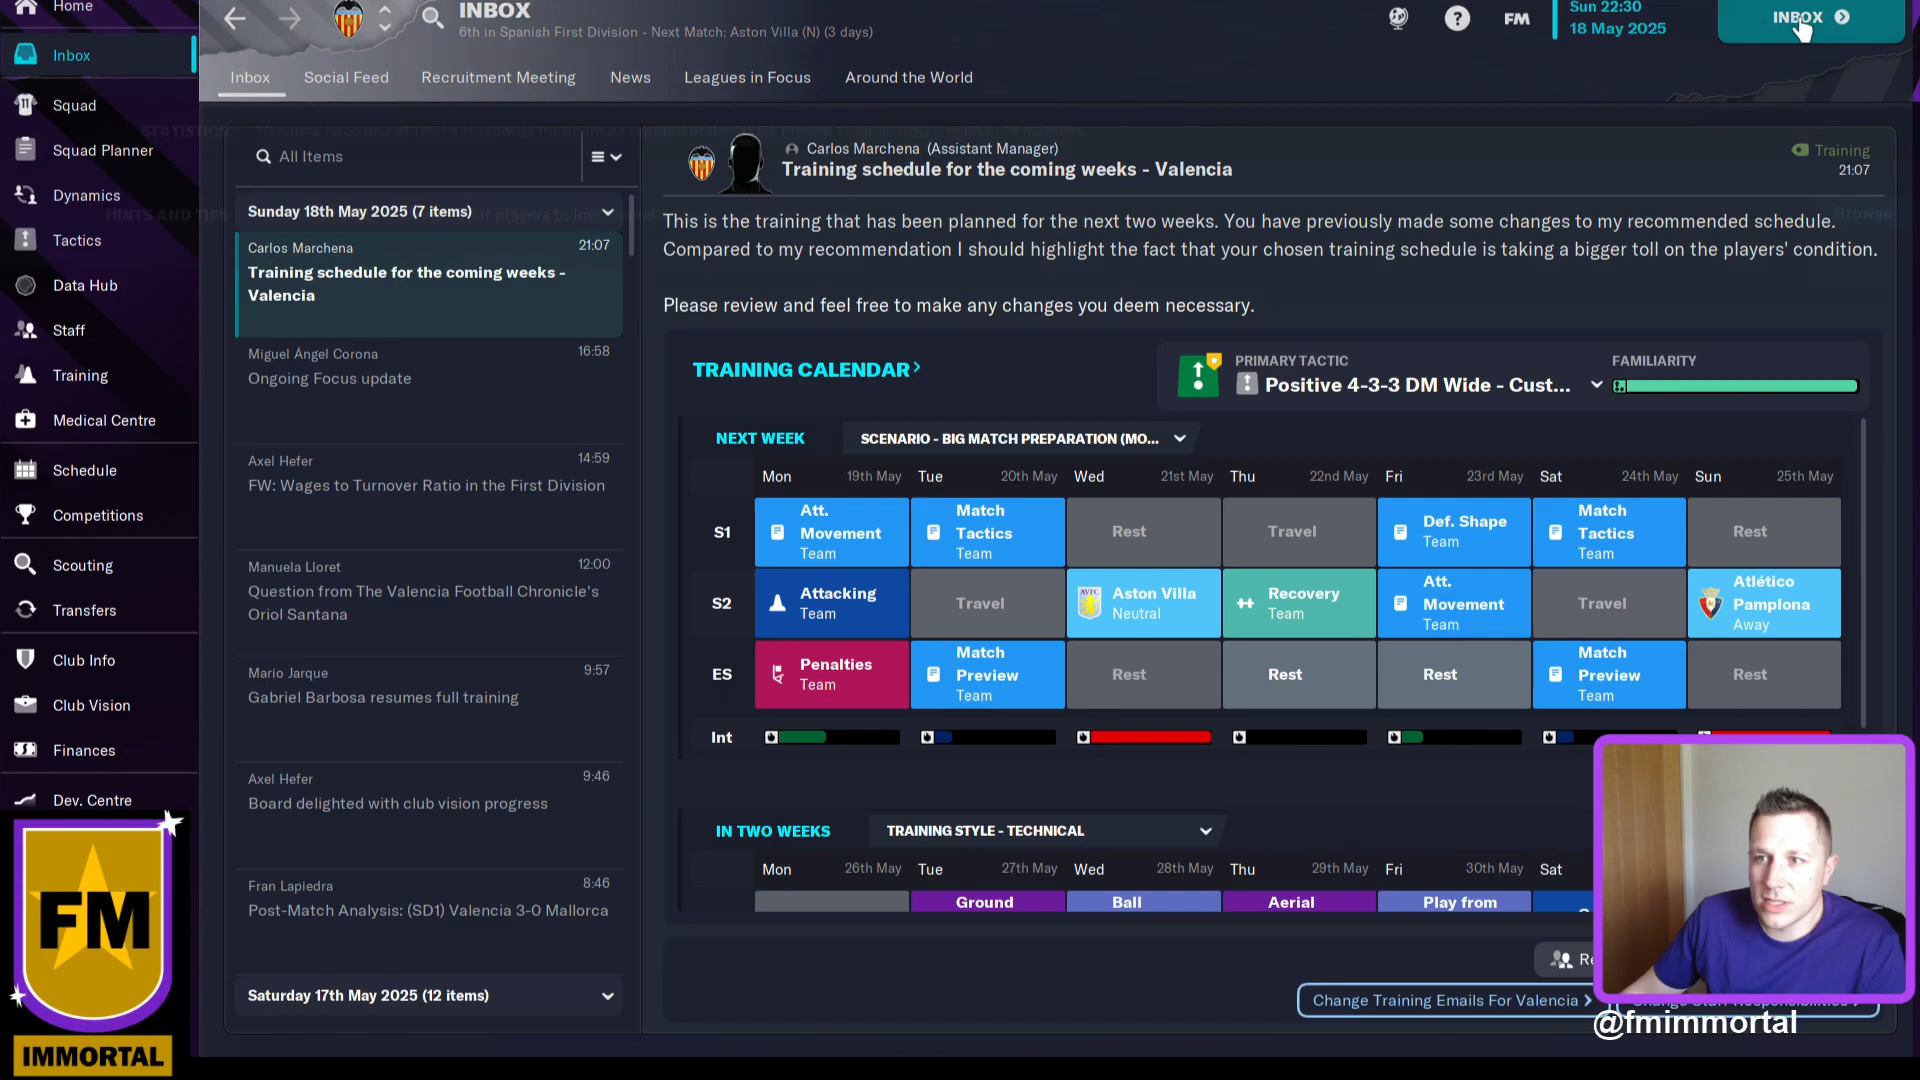 Home
INBOX
6th in Spanish First Division - Next Match: Aston Villa (N) (3 days)
?
FM
Sun 22:30
18 May 2025
INBOX
Inbox
Squad
Squad Planner
Dynamics
Tactics
Data Hub
Staff
Training
Medical Centre
Schedule
Competitions
Scouting
Transfers
Club Info
Club Vision
Finances
Dev. Centre
Inbox
Social Feed
Recruitment Meeting
News
Leagues in Focus
Around the World
All Items
Sunday 18th May 2025 (7 items)
Carlos Marchena 21:07
Training schedule for the coming weeks -
Valencia
Miguel Ángel Corona 16:58
Ongoing Focus update
Axel Hefer 14:59
FW: Wages to Turnover Ratio in the First Division
Manuela Lloret 12:00
Question from The Valencia Football Chronicle's
Oriol Santana
Mario Jarque 9:57
Gabriel Barbosa resumes full training
Axel Hefer 9:46
Board delighted with club vision progress
Fran Lapiedra 8:46
Post-Match Analysis: (SD1) Valencia 3-0 Mallorca
Saturday 17th May 2025 (12 items)
Carlos Marchena (Assistant Manager)
Training schedule for the coming weeks - Valencia
Training
21:07
This is the training that has been planned for the next two weeks. You have previously made some changes to my recommended schedule.
Compared to my recommendation I should highlight the fact that your chosen training schedule is taking a bigger toll on the players' condition.
Please review and feel free to make any changes you deem necessary.
TRAINING CALENDAR
PRIMARY TACTIC
Positive 4-3-3 DM Wide - Cust...
FAMILIARITY
NEXT WEEK
SCENARIO - BIG MATCH PREPARATION (MO...
Mon 19th May Tue 20th May Wed 21st May Thu 22nd May Fri 23rd May Sat 24th May Sun 25th May
S1
Att. Movement Team
Match Tactics Team
Rest
Travel
Def. Shape Team
Match Tactics Team
Rest
S2
Attacking Team
Travel
Aston Villa Neutral
Recovery Team
Att. Movement Team
Travel
Atlético Pamplona Away
ES
Penalties Team
Match Preview Team
Rest
Rest
Rest
Match Preview Team
Rest
Int
IN TWO WEEKS
TRAINING STYLE - TECHNICAL
Mon 26th May Tue 27th May Wed 28th May Thu 29th May Fri 30th May Sat
Ground
Ball
Aerial
Play from
Change Training Emails For Valencia
@fmimmortal
FM
IMMORTAL